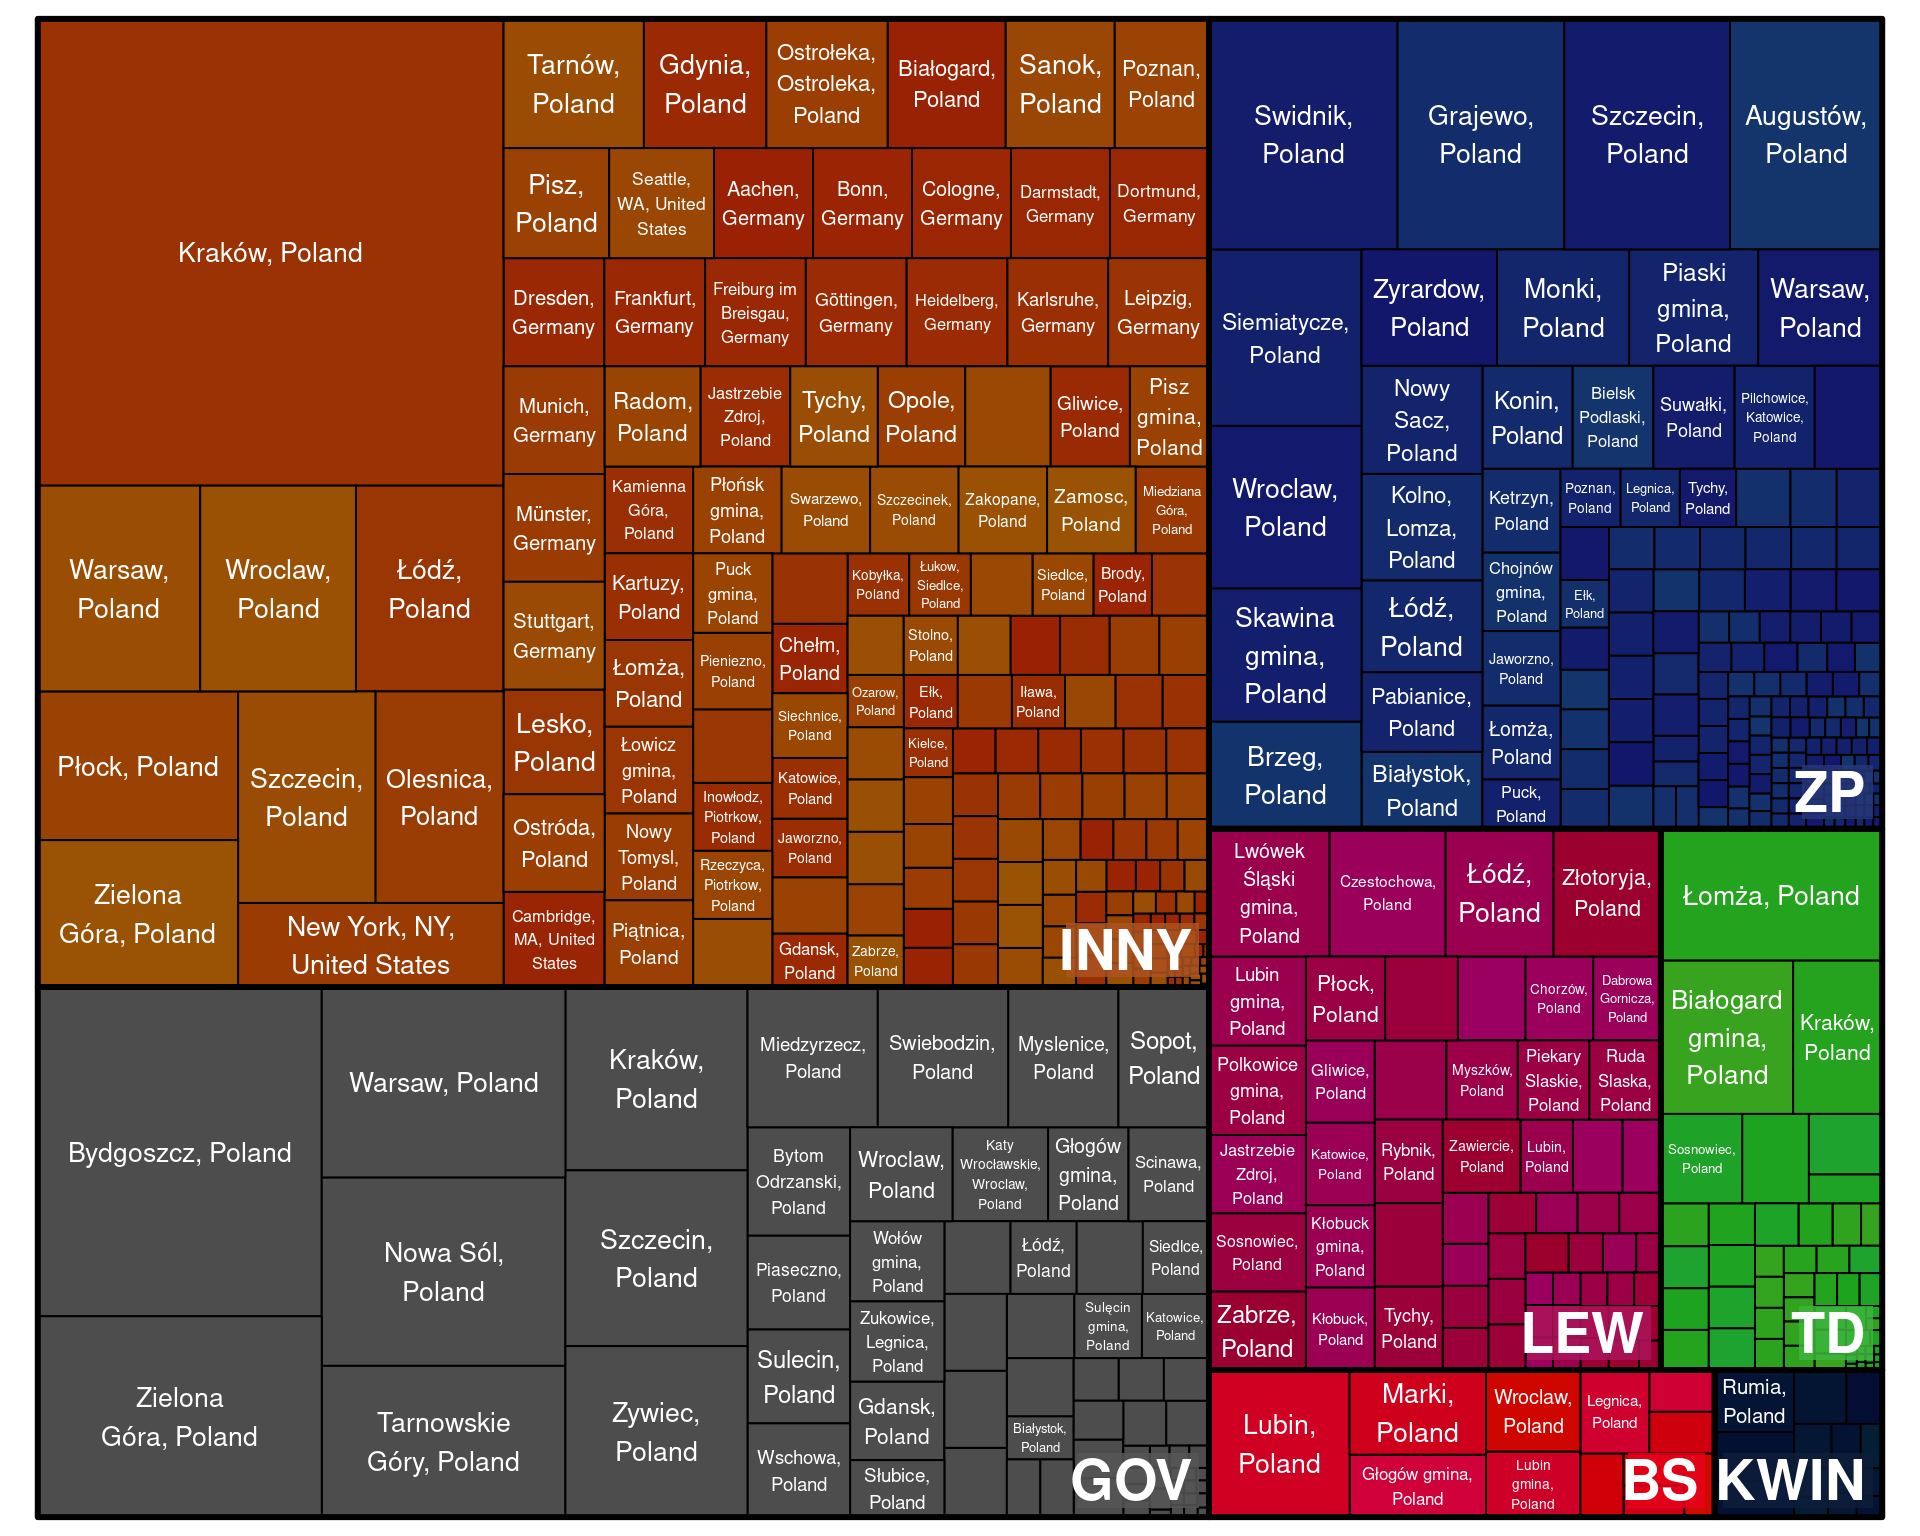 Kraków, Poland
Warsaw,
Poland
Wroclaw,
Poland
Łódź,
Poland
Płock, Poland
Zielona
Góra, Poland
Szczecin,
Poland
Olesnica,
Poland
New York, NY,
United States
Tarnów,
Poland
Gdynia,
Poland
Ostrołeka,
Ostroleka,
Poland
Białogard,
Poland
Sanok,
Poland
Poznan,
Poland
Pisz,
Poland
Seattle,
WA, United
States
Aachen,
Germany
Bonn,
Germany
Cologne,
Germany
Darmstadt,
Germany
Dortmund,
Germany
Dresden,
Germany
Frankfurt,
Germany
Freiburg im
Breisgau,
Germany
Göttingen,
Germany
Heidelberg,
Germany
Karlsruhe,
Germany
Leipzig,
Germany
Munich,
Germany
Münster,
Germany
Stuttgart,
Germany
Lesko,
Poland
Ostróda,
Poland
Cambridge,
MA, United
States
Radom,
Poland
Jastrzebie
Zdroj,
Poland
Tychy,
Poland
Opole,
Poland
Gliwice,
Poland
Pisz
gmina,
Poland
Kamienna
Góra,
Poland
Płońsk
gmina,
Poland
Swarzewo,
Poland
Szczecinek,
Poland
Zakopane,
Poland
Zamosc,
Poland
Miedziana
Góra,
Poland
Kartuzy,
Poland
Łomża,
Poland
Łowicz
gmina,
Poland
Nowy
Tomysl,
Poland
Piątnica,
Poland
Puck
gmina,
Poland
Pieniezno,
Poland
Inowłodz,
Piotrkow,
Poland
Rzeczyca,
Piotrkow,
Poland
Chełm,
Poland
Siechnice,
Poland
Katowice,
Poland
Jaworzno,
Poland
Gdansk,
Poland
Kobyłka,
Poland
Łukow,
Siedlce,
Poland
Siedlce,
Poland
Brody,
Poland
Stolno,
Poland
Ozarow,
Poland
Ełk,
Poland
Iława,
Poland
Kielce,
Poland
Zabrze,
Poland
INNY
Swidnik,
Poland
Grajewo,
Poland
Szczecin,
Poland
Augustów,
Poland
Siemiatycze,
Poland
Wroclaw,
Poland
Skawina
gmina,
Poland
Brzeg,
Poland
Zyrardow,
Poland
Monki,
Poland
Piaski
gmina,
Poland
Warsaw,
Poland
Nowy
Sacz,
Poland
Kolno,
Lomza,
Poland
Łódź,
Poland
Pabianice,
Poland
Białystok,
Poland
Konin,
Poland
Bielsk
Podlaski,
Poland
Suwałki,
Poland
Pilchowice,
Katowice,
Poland
Ketrzyn,
Poland
Chojnów
gmina,
Poland
Jaworzno,
Poland
Łomża,
Poland
Puck,
Poland
Poznan,
Poland
Legnica,
Poland
Tychy,
Poland
Ełk,
Poland
ZP
Bydgoszcz, Poland
Zielona
Góra, Poland
Warsaw, Poland
Nowa Sól,
Poland
Tarnowskie
Góry, Poland
Kraków,
Poland
Szczecin,
Poland
Zywiec,
Poland
Miedzyrzecz,
Poland
Swiebodzin,
Poland
Myslenice,
Poland
Sopot,
Poland
Bytom
Odrzanski,
Poland
Piaseczno,
Poland
Sulecin,
Poland
Wschowa,
Poland
Wroclaw,
Poland
Katy
Wrocławskie,
Wroclaw,
Poland
Głogów
gmina,
Poland
Scinawa,
Poland
Wołów
gmina,
Poland
Zukowice,
Legnica,
Poland
Gdansk,
Poland
Słubice,
Poland
Łódź,
Poland
Siedlce,
Poland
Sulęcin
gmina,
Poland
Katowice,
Poland
Białystok,
Poland
GOV
Lwówek
Śląski
gmina,
Poland
Czestochowa,
Poland
Łódź,
Poland
Złotoryja,
Poland
Lubin
gmina,
Poland
Polkowice
gmina,
Poland
Jastrzebie
Zdroj,
Poland
Sosnowiec,
Poland
Zabrze,
Poland
Płock,
Poland
Chorzów,
Poland
Dabrowa
Gornicza,
Poland
Gliwice,
Poland
Katowice,
Poland
Kłobuck
gmina,
Poland
Kłobuck,
Poland
Myszków,
Poland
Piekary
Slaskie,
Poland
Ruda
Slaska,
Poland
Rybnik,
Poland
Zawiercie,
Poland
Lubin,
Poland
Tychy,
Poland
LEW
Łomża, Poland
Białogard
gmina,
Poland
Kraków,
Poland
Sosnowiec,
Poland
TD
Lubin,
Poland
Marki,
Poland
Głogów gmina,
Poland
Wroclaw,
Poland
Lubin
gmina,
Poland
Legnica,
Poland
BS
Rumia,
Poland
KWIN